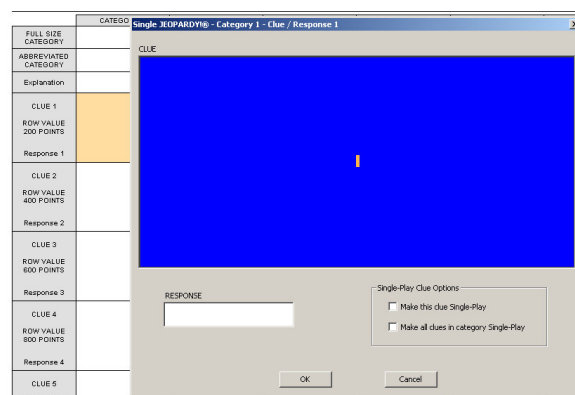 CATEGO
Single JEOPARDY!® - Category 1 - Clue / Response 1
FULL SIZE
CATEGORY
ABBREVIATED
CATEGORY
Explanation
CLUE 1
ROW VALUE
200 POINTS
Response 1
CLUE 2
ROW VALUE
400 POINTS
Response 2
CLUE 3
ROW VALUE
600 POINTS
Response 3
CLUE 4
ROW VALUE
800 POINTS
Response 4
CLUE 5
CLUE
RESPONSE
Single-Play Clue Options
Make this clue Single-Play
Make all clues in category Single-Play
OK
Cancel